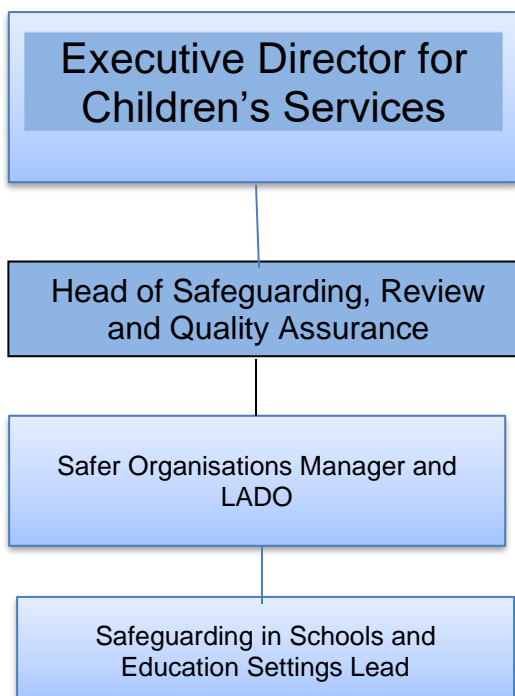 Executive Director for
Children’s Services
Head of Safeguarding, Review
and Quality Assurance
Safer Organisations Manager and
LADO
Safeguarding in Schools and
Education Settings Lead